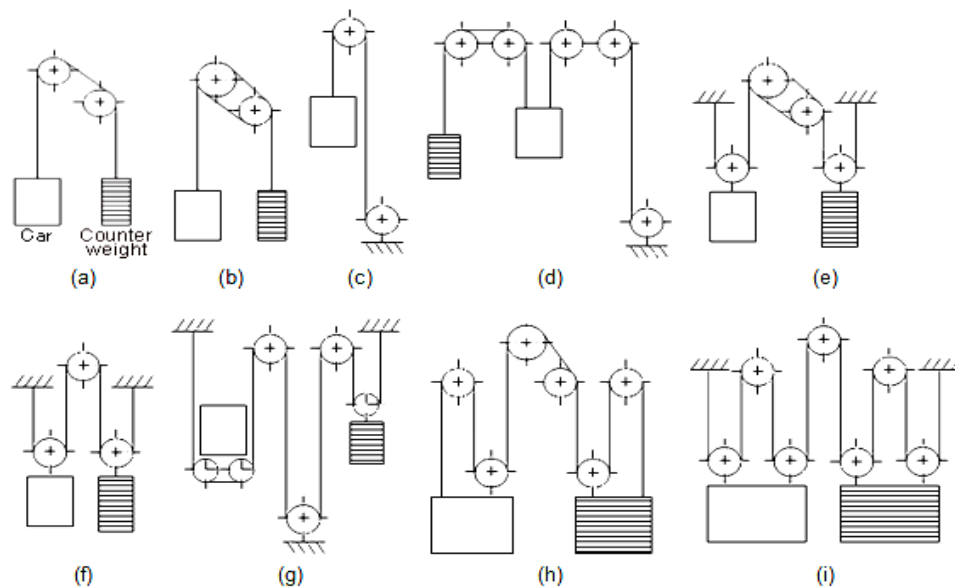 Car
Counter
weight
(a)
(b)
(c)
(d)
(e)
(f)
(g)
(h)
(i)